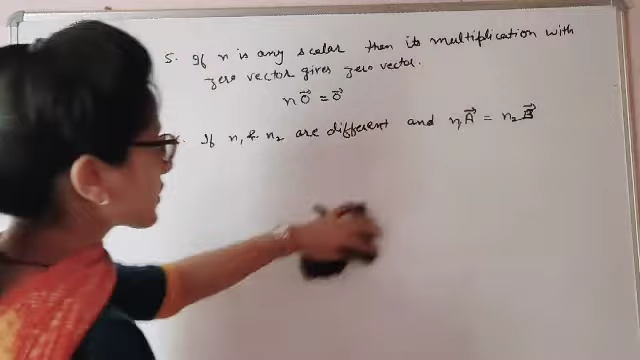 5. If n is any scalar then its multiplication with
zero vector gives zero vector.
n 0⃗ = 0⃗
If n₁ & n₂ are different and n₁A⃗ = n₂B⃗